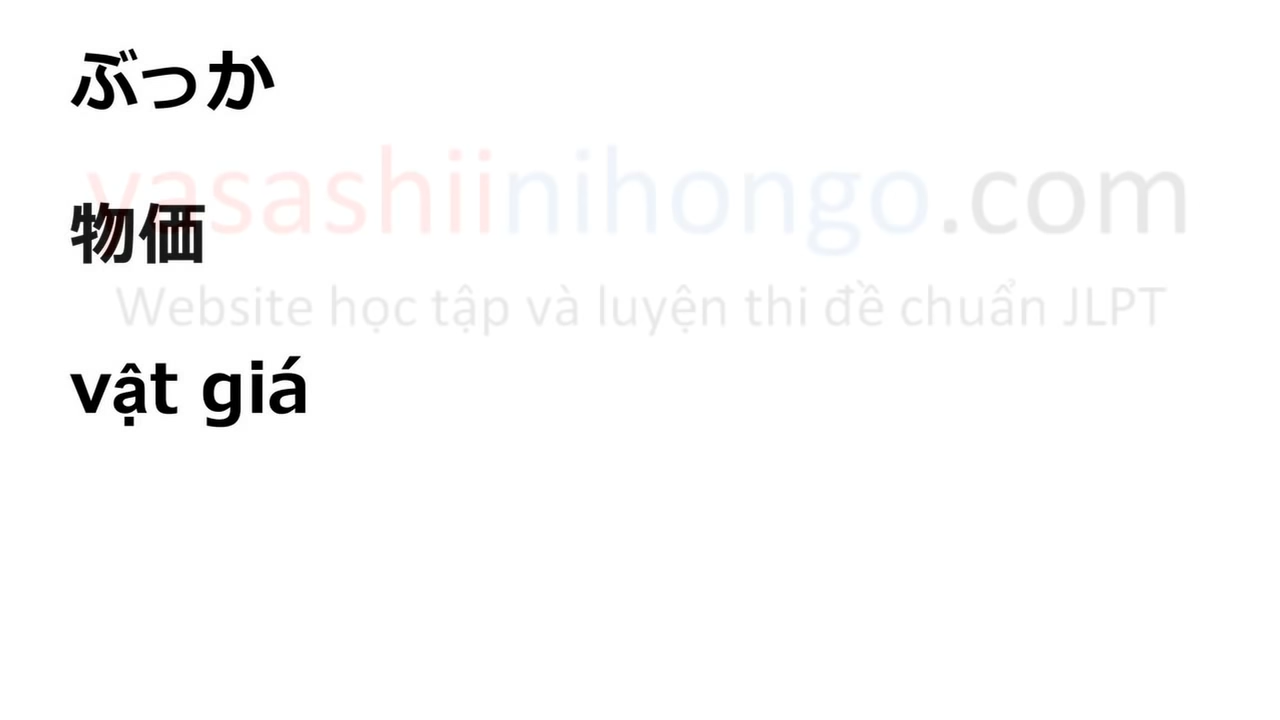 ぶっか
yasashiinihongo.com
物価
Website học tập và luyện thi đề chuẩn JLPT
vật giá